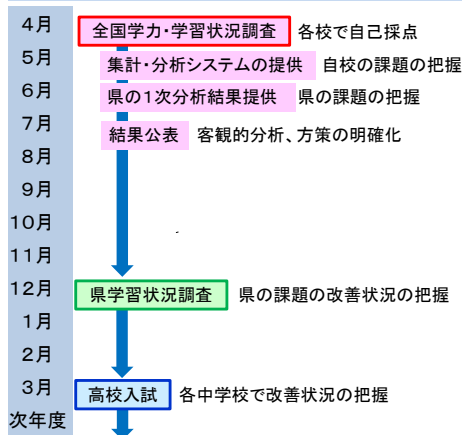 4月 全国学力・学習状況調査 各校で自己採点
5月 集計・分析システムの提供 自校の課題の把握
6月 県の1次分析結果提供 県の課題の把握
7月 結果公表 客観的分析、方策の明確化
8月
9月
10月
11月
12月 県学習状況調査 県の課題の改善状況の把握
1月
2月
3月 高校入試 各中学校で改善状況の把握
次年度